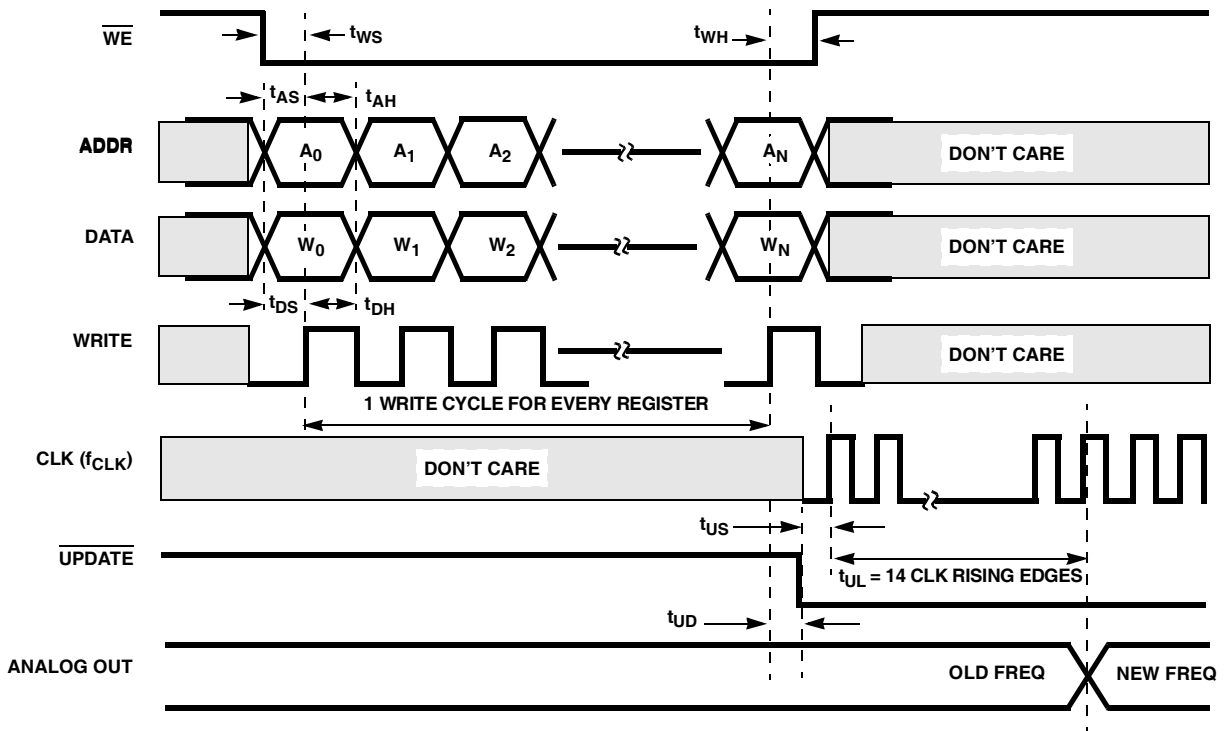 WE
tWS
tWH
tAS
tAH
ADDR
A0
A1
A2
AN
DON'T CARE
DATA
W0
W1
W2
WN
DON'T CARE
tDS
tDH
WRITE
DON'T CARE
1 WRITE CYCLE FOR EVERY REGISTER
CLK (fCLK)
DON'T CARE
tUS
UPDATE
tUL = 14 CLK RISING EDGES
tUD
ANALOG OUT
OLD FREQ
NEW FREQ